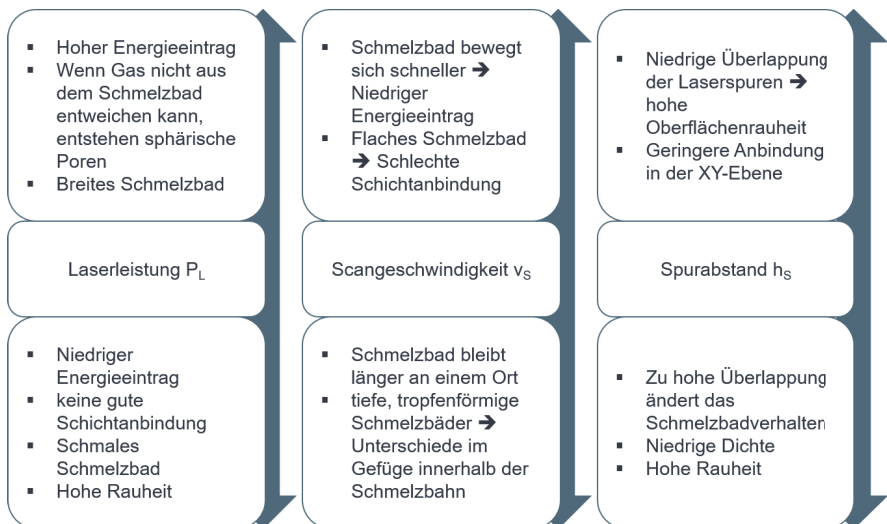 ▪ Hoher Energieeintrag
▪ Wenn Gas nicht aus
dem Schmelzbad
entweichen kann,
entstehen sphärische
Poren
▪ Breites Schmelzbad
Laserleistung P_L
▪ Niedriger
Energieeintrag
▪ keine gute
Schichtanbindung
▪ Schmales
Schmelzbad
▪ Hohe Rauheit
▪ Schmelzbad bewegt
sich schneller ➔
Niedriger
Energieeintrag
▪ Flaches Schmelzbad
➔ Schlechte
Schichtanbindung
Scangeschwindigkeit v_S
▪ Schmelzbad bleibt
länger an einem Ort
▪ tiefe, tropfenförmige
Schmelzbäder ➔
Unterschiede im
Gefüge innerhalb der
Schmelzbahn
▪ Niedrige Überlappung
der Laserspuren ➔
hohe
Oberflächenrauheit
▪ Geringere Anbindung
in der XY-Ebene
Spurabstand h_S
▪ Zu hohe Überlappung
ändert das
Schmelzbadverhalten
▪ Niedrige Dichte
▪ Hohe Rauheit